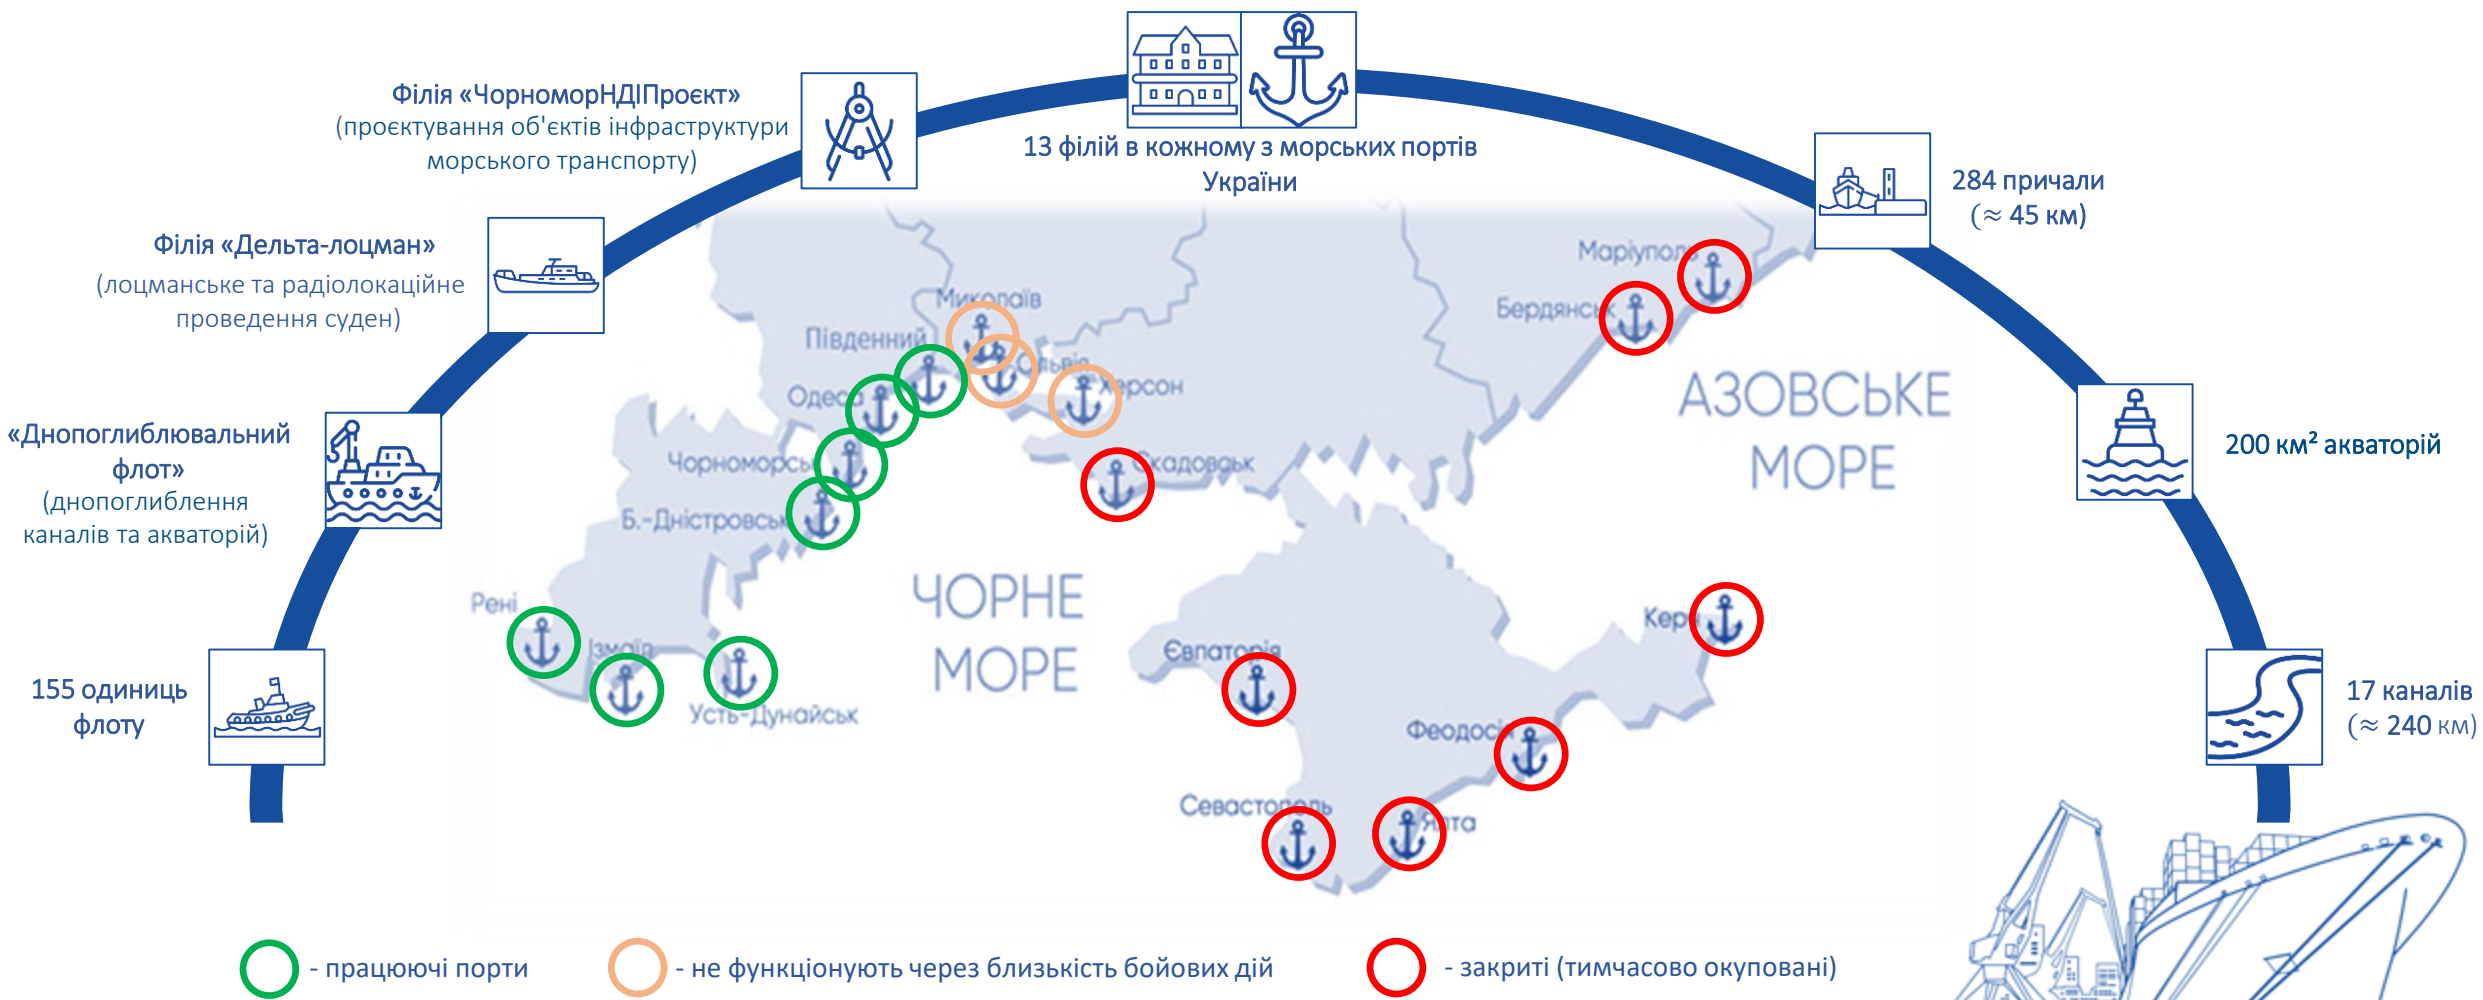 13 філій в кожному з морських портів
України
Філія «ЧорноморНДІПроєкт»
(проєктування об'єктів інфраструктури
морського транспорту)
Філія «Дельта-лоцман»
(лоцманське та радіолокаційне
проведення суден)
«Днопоглиблювальний
флот»
(днопоглиблення
каналів та акваторій)
155 одиниць
флоту
284 причали
(≈ 45 км)
200 км² акваторій
17 каналів
(≈ 240 км)
Маріуполь
Бердянськ
Миколаїв
Південний
Ольвія
Одеса
Херсон
Чорноморськ
Скадовськ
Б.-Дністровськ
АЗОВСЬКЕ
МОРЕ
ЧОРНЕ
МОРЕ
Рені
Ізмаїл
Усть-Дунайськ
Керч
Євпаторія
Феодосія
Севастополь
Ялта
- працюючі порти
- не функціонують через близькість бойових дій
- закриті (тимчасово окуповані)